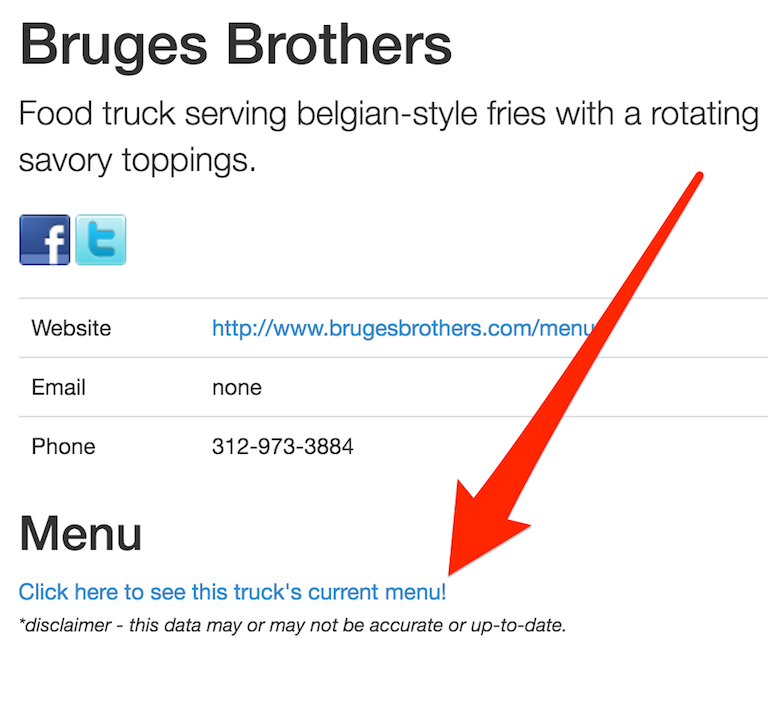 Bruges Brothers
Food truck serving belgian-style fries with a rotating
savory toppings.
f t
Website http://www.brugesbrothers.com/menu
Email none
Phone 312-973-3884
Menu
Click here to see this truck's current menu!
*disclaimer - this data may or may not be accurate or up-to-date.